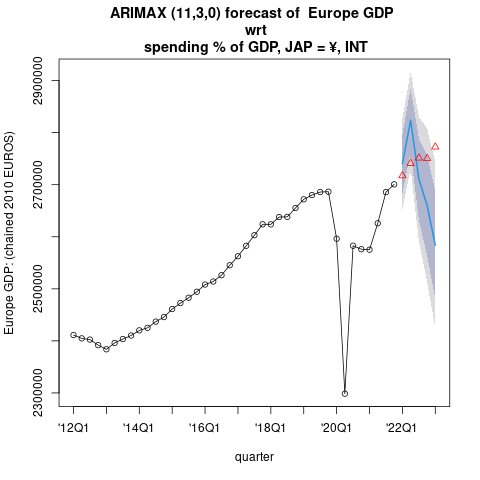 ARIMAX (11,3,0) forecast of  Europe GDP
wrt
spending % of GDP, JAP = ¥, INT
Europe GDP: (chained 2010 EUROS)
2900000
2700000
2500000
2300000
'12Q1 '14Q1 '16Q1 '18Q1 '20Q1 '22Q1
quarter